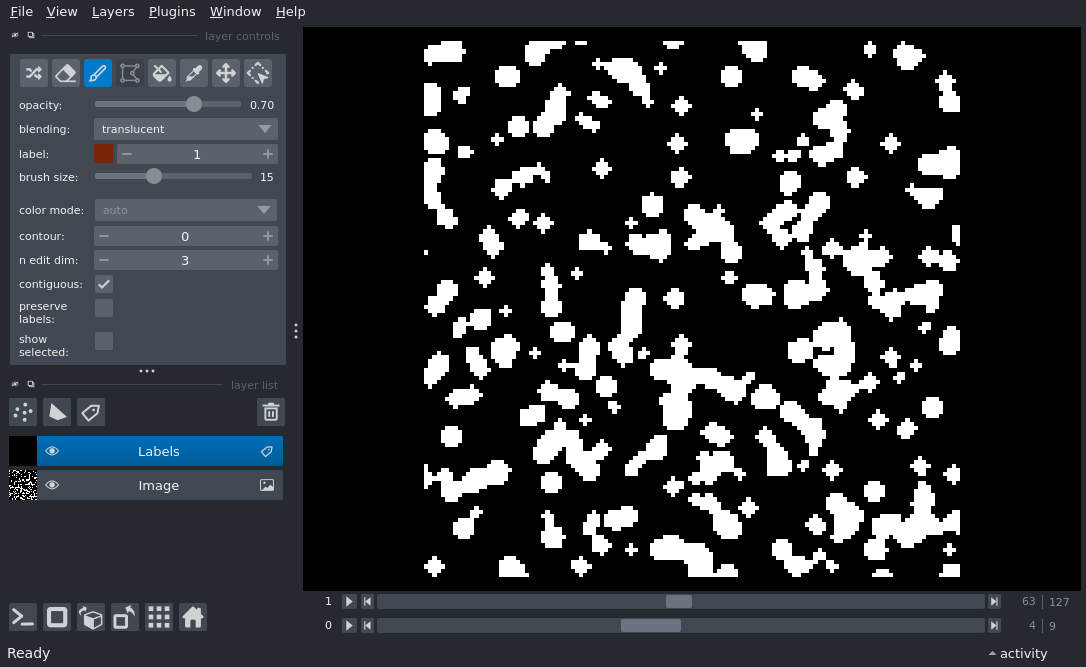 File View Layers Plugins Window Help
layer controls
opacity: 0.70
blending: translucent
label: 1
brush size: 15
color mode: auto
contour: 0
n edit dim: 3
contiguous:
preserve
labels:
show
selected:
layer list
Labels
Image
1 63 127
0 4 9
Ready activity